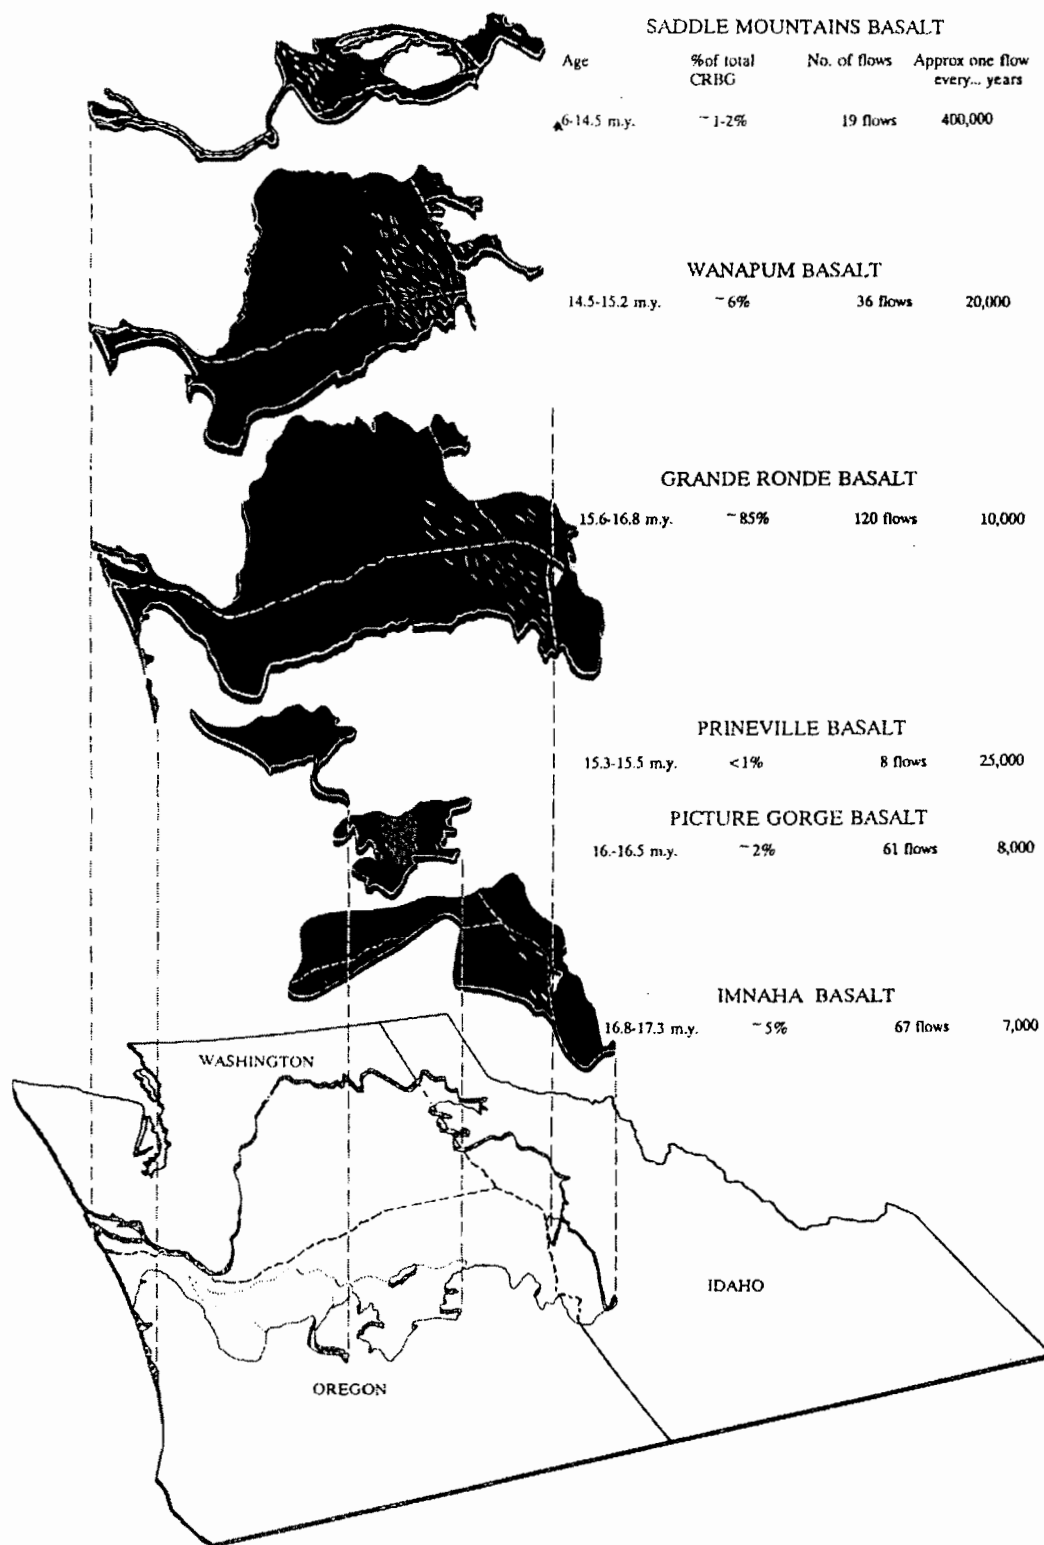 SADDLE MOUNTAINS BASALT
Age %of total No. of flows Approx one flow
CRBG every... years
6-14.5 m.y. ~1-2% 19 flows 400,000
WANAPUM BASALT
14.5-15.2 m.y. ~6% 36 flows 20,000
GRANDE RONDE BASALT
15.6-16.8 m.y. ~85% 120 flows 10,000
PRINEVILLE BASALT
15.3-15.5 m.y. <1% 8 flows 25,000
PICTURE GORGE BASALT
16.-16.5 m.y. ~2% 61 flows 8,000
IMNAHA BASALT
16.8-17.3 m.y. ~5% 67 flows 7,000
WASHINGTON
IDAHO
OREGON